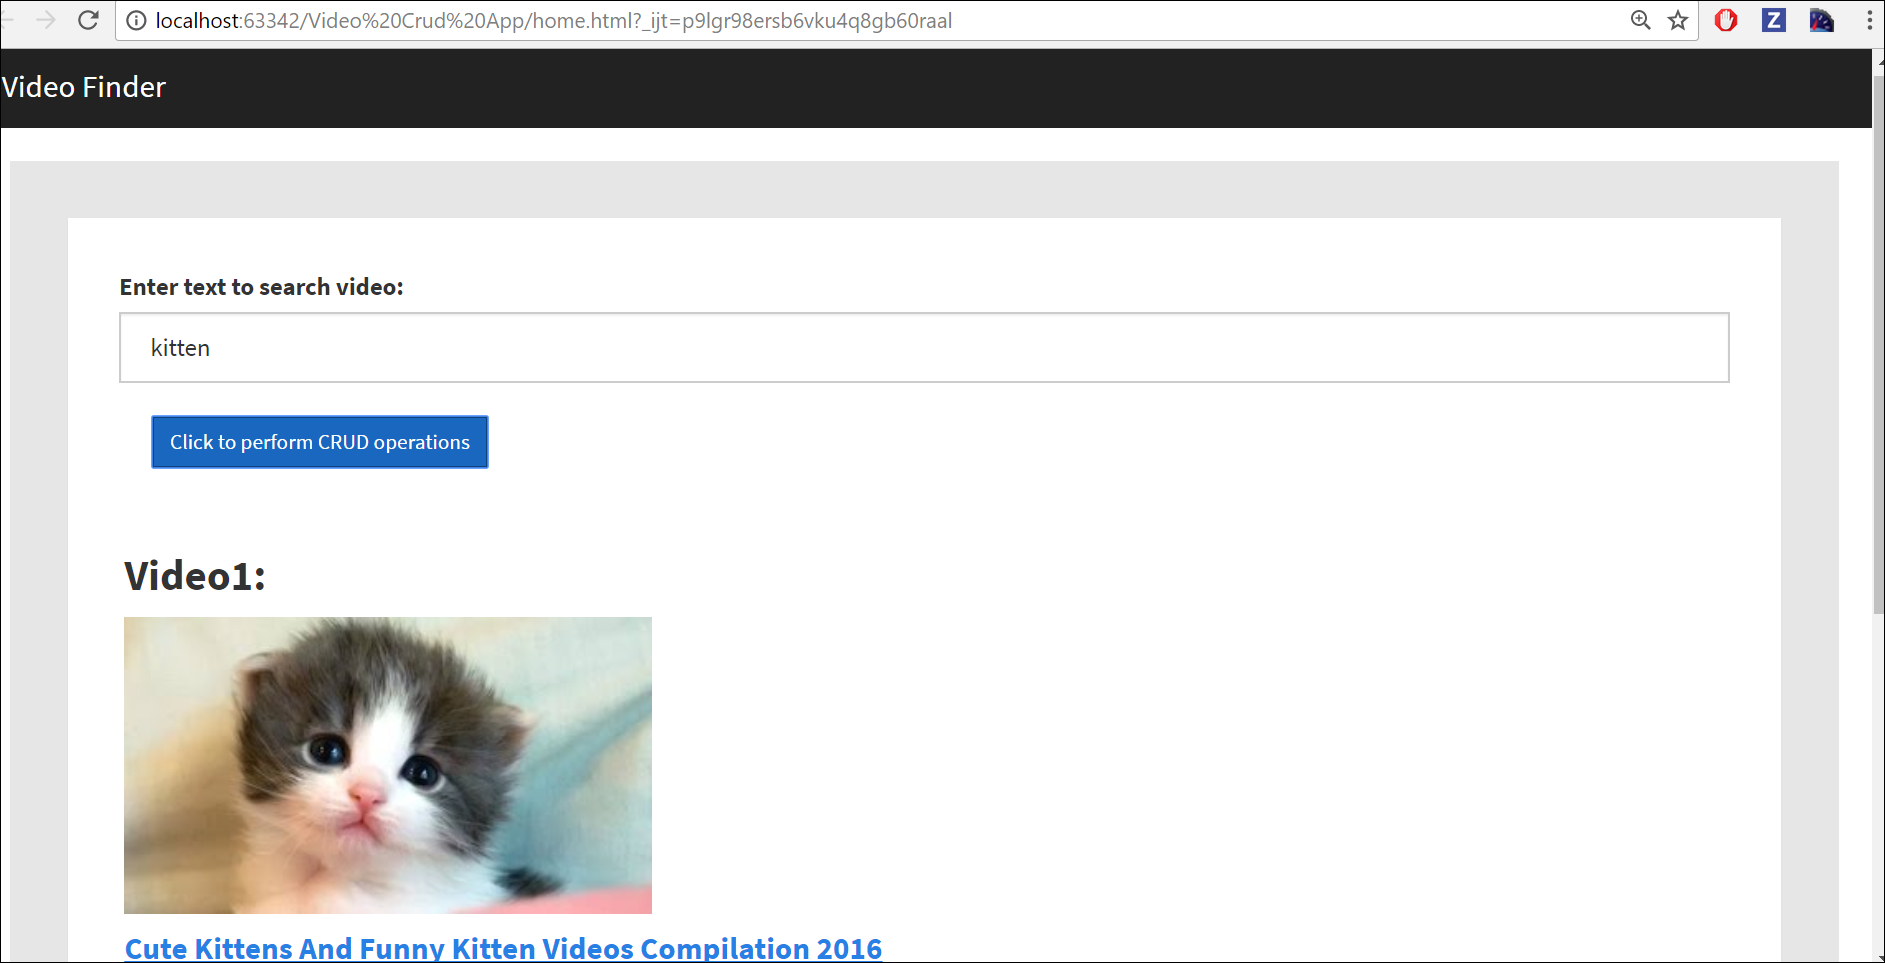 localhost:63342/Video%20Crud%20App/home.html?_ijt=p9lgr98ersb6vku4q8gb60raal
Z
Video Finder
Enter text to search video:
kitten
Click to perform CRUD operations
Video1:
Cute Kittens And Funny Kitten Videos Compilation 2016